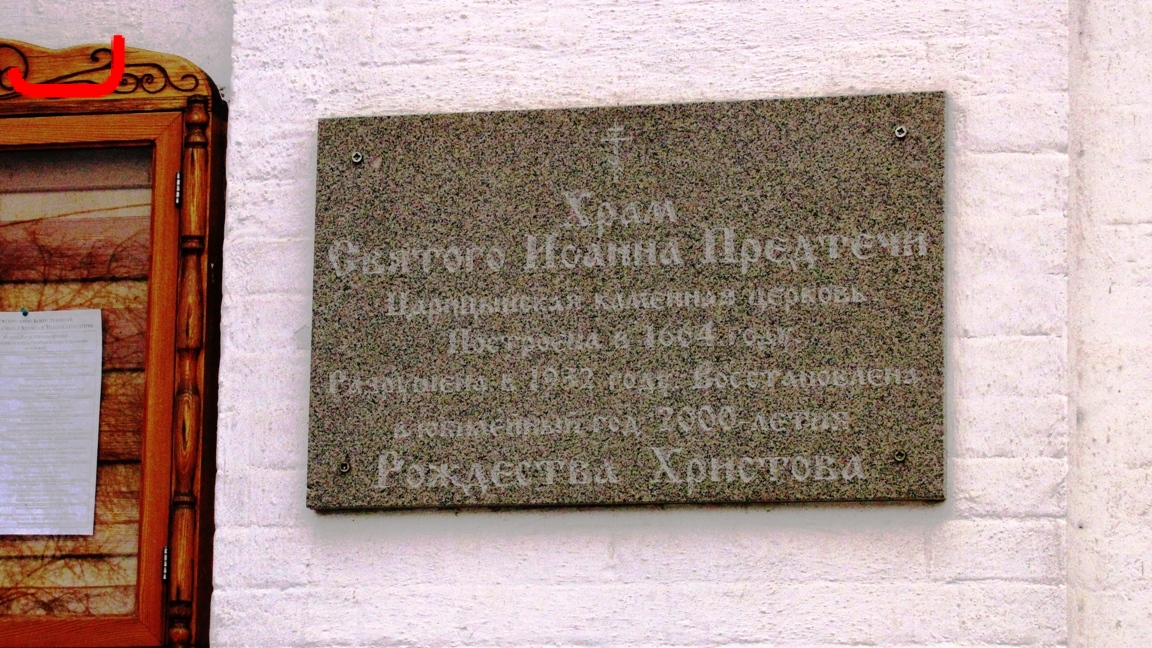 Храм
Святого Иоанна Предтечи
Царицынская каменная церковь
Построена в 1664 году.
Разрушена в 1932 году. Восстановлена
в юбилейный год 2000-летия
Рождества Христова